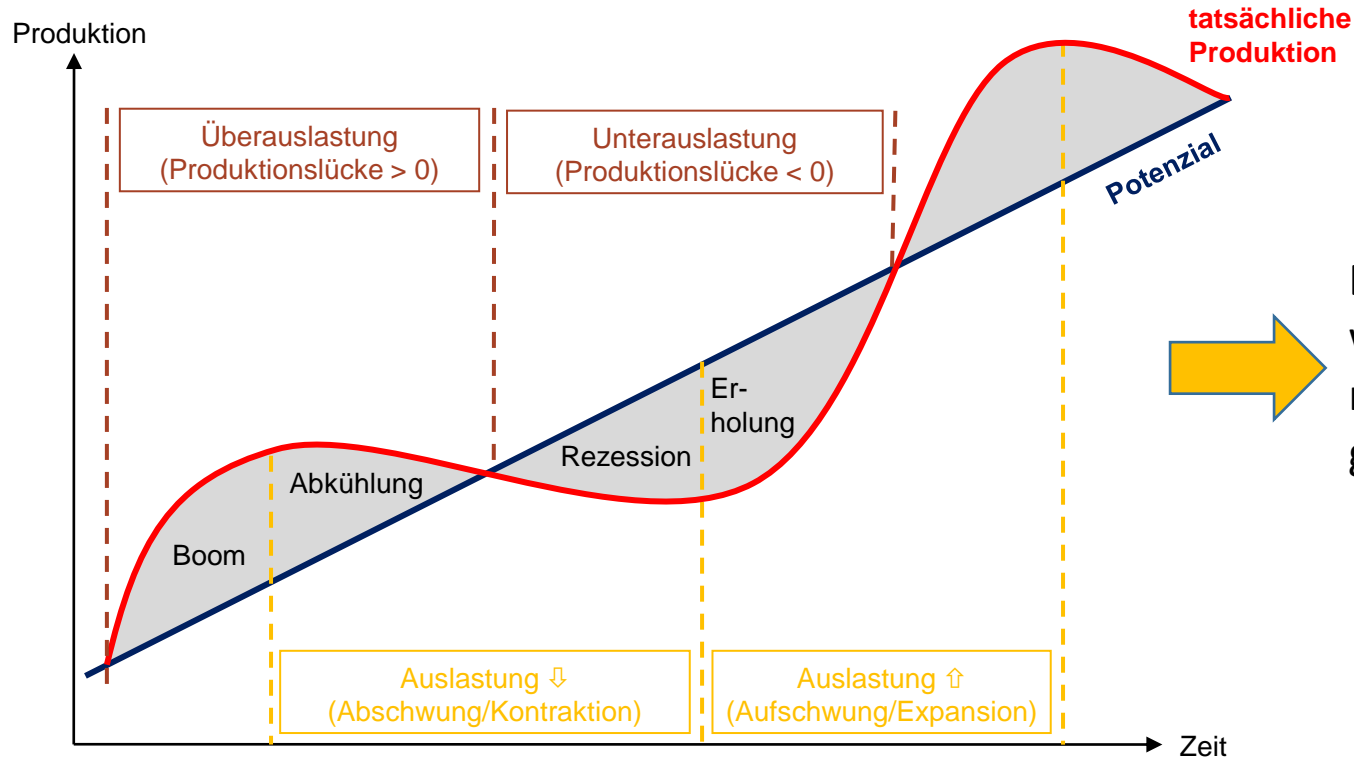 tatsächliche
Produktion
Produktion
Überauslastung
(Produktionslücke > 0)
Unterauslastung
(Produktionslücke < 0)
Potenzial
Er-
holung
Rezession
Abkühlung
Boom
Auslastung ⇩
(Abschwung/Kontraktion)
Auslastung ⇧
(Aufschwung/Expansion)
Zeit